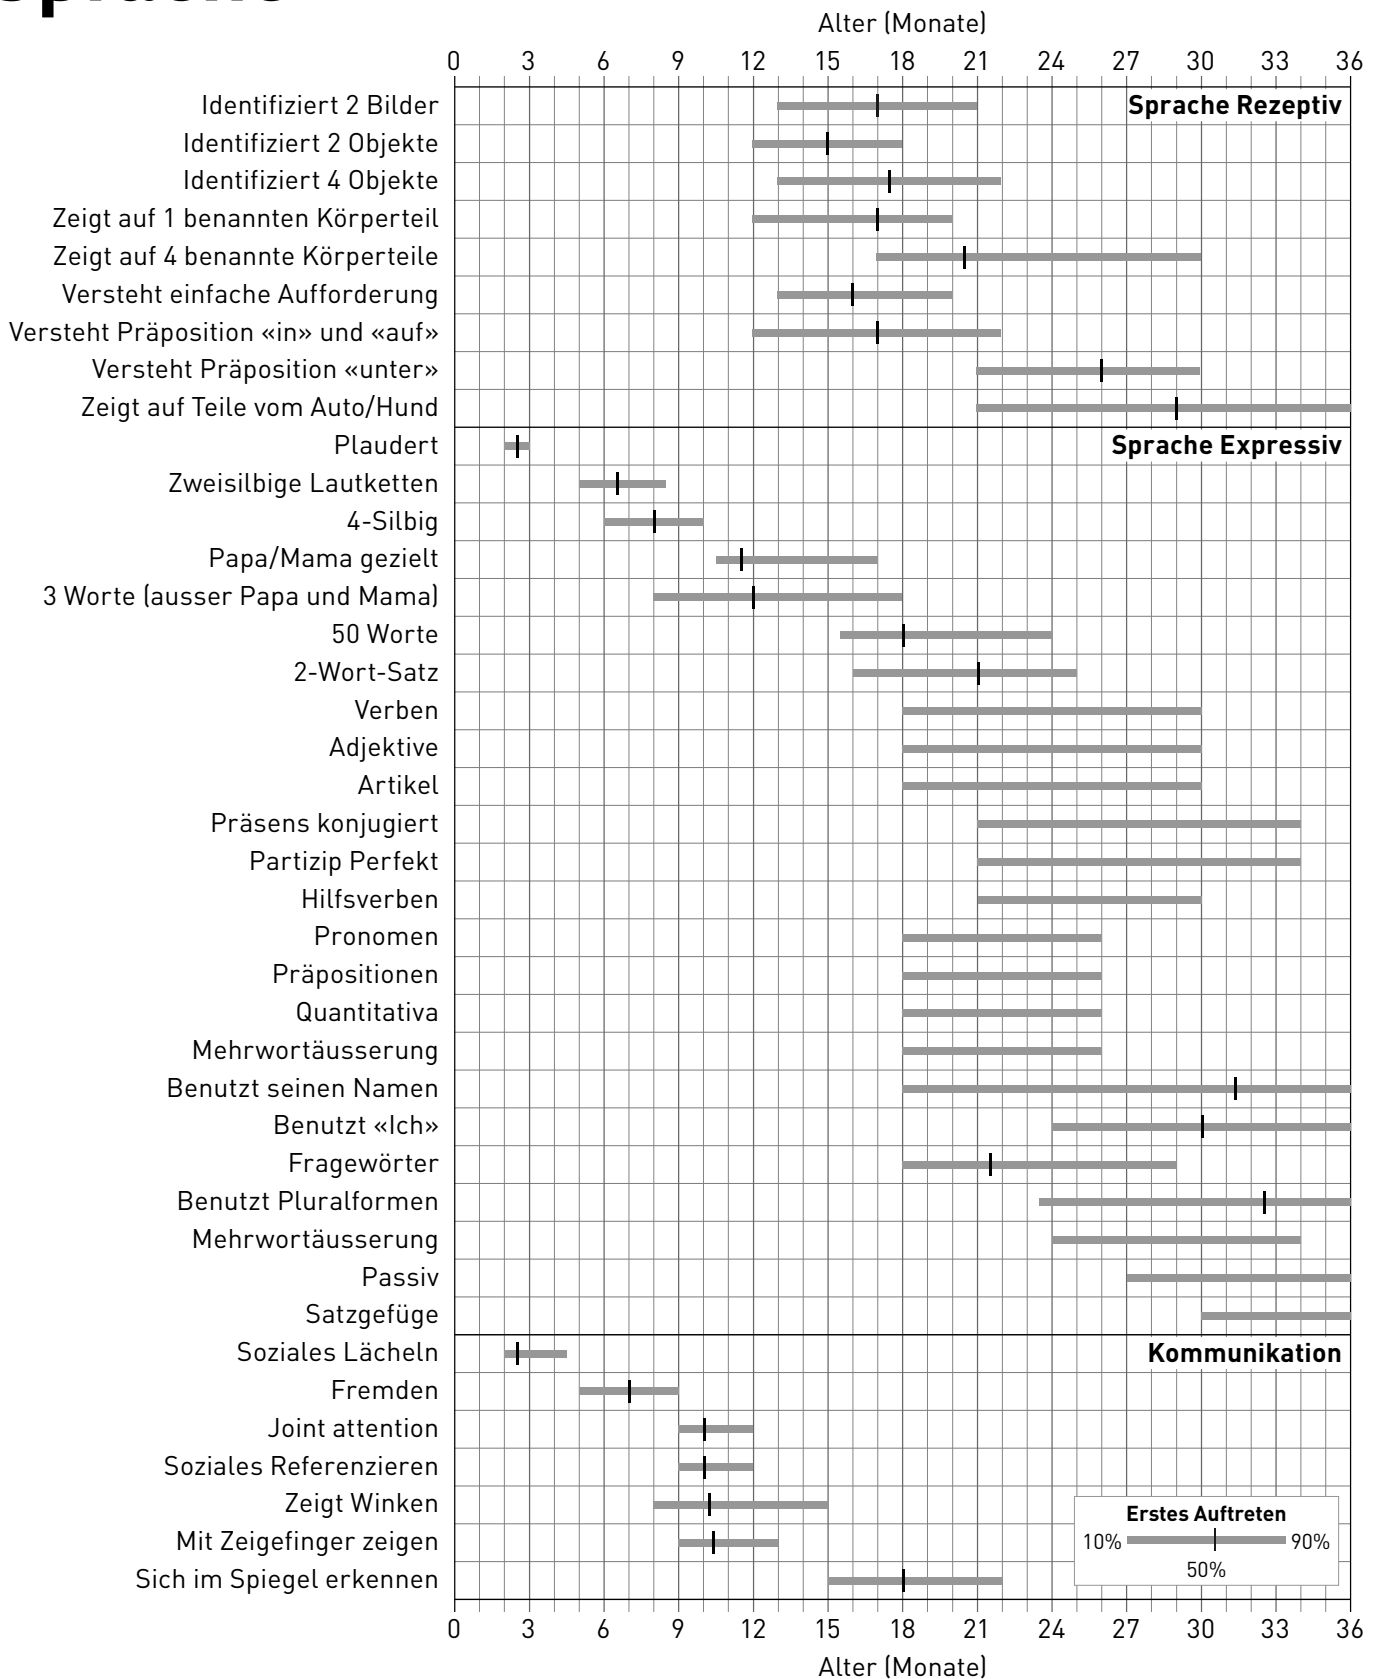 Alter (Monate)
0 3 6 9 12 15 18 21 24 27 30 33 36
Identifiziert 2 Bilder Sprache Rezeptiv
Identifiziert 2 Objekte
Identifiziert 4 Objekte
Zeigt auf 1 benannten Körperteil
Zeigt auf 4 benannte Körperteile
Versteht einfache Aufforderung
Versteht Präposition «in» und «auf»
Versteht Präposition «unter»
Zeigt auf Teile vom Auto/Hund
Plaudert Sprache Expressiv
Zweisilbige Lautketten
4-Silbig
Papa/Mama gezielt
3 Worte (ausser Papa und Mama)
50 Worte
2-Wort-Satz
Verben
Adjektive
Artikel
Präsens konjugiert
Partizip Perfekt
Hilfsverben
Pronomen
Präpositionen
Quantitativa
Mehrwortäusserung
Benutzt seinen Namen
Benutzt «Ich»
Fragewörter
Benutzt Pluralformen
Mehrwortäusserung
Passiv
Satzgefüge
Soziales Lächeln Kommunikation
Fremden
Joint attention
Soziales Referenzieren
Zeigt Winken
Mit Zeigefinger zeigen
Sich im Spiegel erkennen
Erstes Auftreten
10% 90%
50%
0 3 6 9 12 15 18 21 24 27 30 33 36
Alter (Monate)